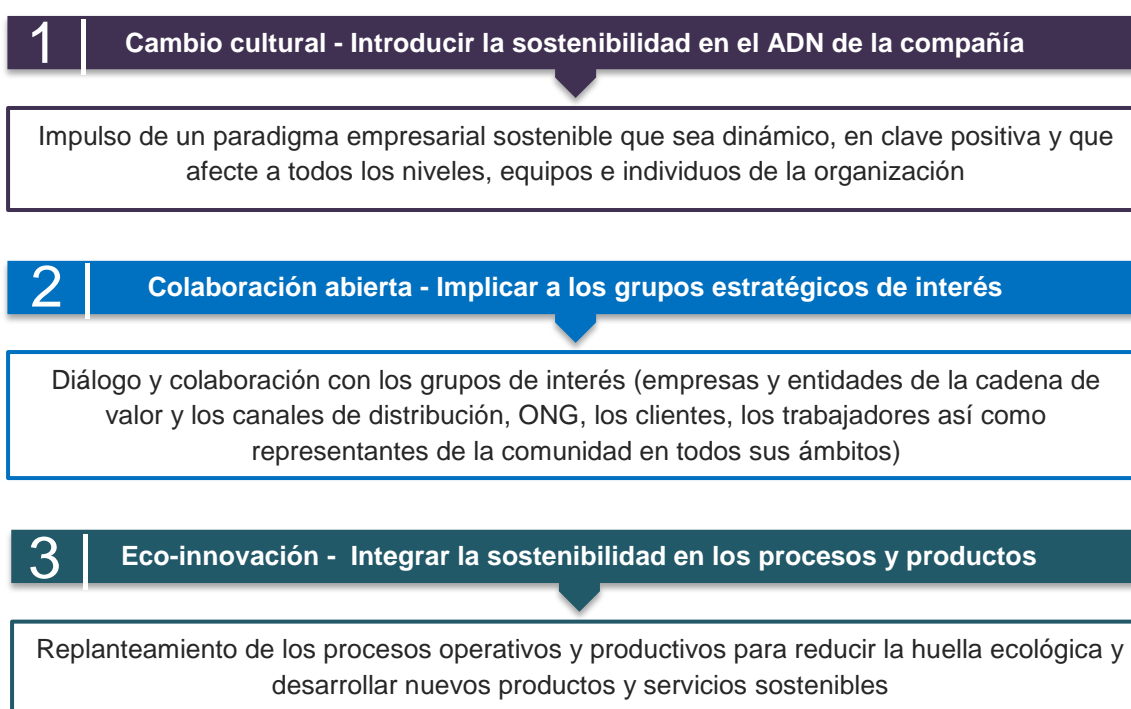 1
Cambio cultural - Introducir la sostenibilidad en el ADN de la compañía
Impulso de un paradigma empresarial sostenible que sea dinámico, en clave positiva y que
afecte a todos los niveles, equipos e individuos de la organización
2
Colaboración abierta - Implicar a los grupos estratégicos de interés
Diálogo y colaboración con los grupos de interés (empresas y entidades de la cadena de
valor y los canales de distribución, ONG, los clientes, los trabajadores así como
representantes de la comunidad en todos sus ámbitos)
3
Eco-innovación - Integrar la sostenibilidad en los procesos y productos
Replanteamiento de los procesos operativos y productivos para reducir la huella ecológica y
desarrollar nuevos productos y servicios sostenibles